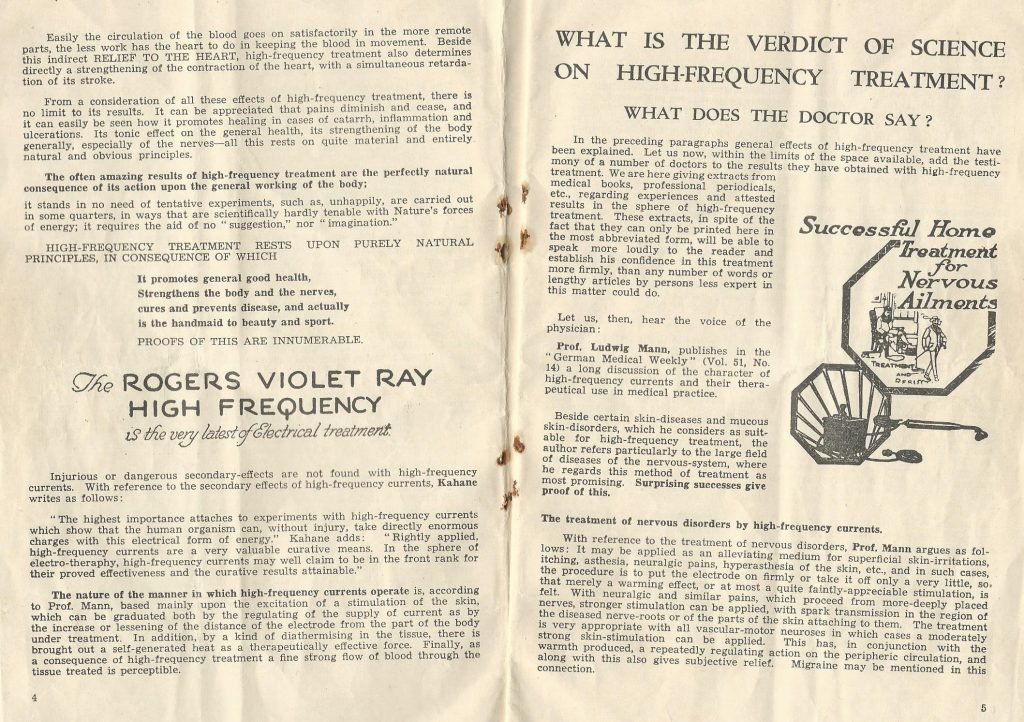 Easily the circulation of the blood goes on satisfactorily in the more remote
parts, the less work has the heart to do in keeping the blood in movement. Beside
this indirect RELIEF TO THE HEART, high-frequency treatment also determines
directly a strengthening of the contraction of the heart, with a simultaneous retarda-
tion of its stroke.
From a consideration of all these effects of high-frequency treatment, there is
no limit to its results. It can be appreciated that pains diminish and cease, and
it can easily be seen how it promotes healing in cases of catarrh, inflammation and
ulcerations. Its tonic effect on the general health, its strengthening of the body
generally, especially of the nerves—all this rests on quite material and entirely
natural and obvious principles.
The often amazing results of high-frequency treatment are the perfectly natural
consequence of its action upon the general working of the body;
it stands in no need of tentative experiments, such as, unhappily, are carried out
in some quarters, in ways that are scientifically hardly tenable with Nature's forces
of energy; it requires the aid of no "suggestion," nor "imagination."
HIGH-FREQUENCY TREATMENT RESTS UPON PURELY NATURAL
PRINCIPLES, IN CONSEQUENCE OF WHICH
It promotes general good health,
Strengthens the body and the nerves,
cures and prevents disease, and actually
is the handmaid to beauty and sport.
PROOFS OF THIS ARE INNUMERABLE.
The ROGERS VIOLET RAY
HIGH FREQUENCY
is the very latest of Electrical treatment.
Injurious or dangerous secondary-effects are not found with high-frequency
currents. With reference to the secondary effects of high-frequency currents, Kahane
writes as follows:
"The highest importance attaches to experiments with high-frequency currents
which show that the human organism can, without injury, take directly enormous
charges with this electrical form of energy." Kahane adds: "Rightly applied,
high-frequency currents are a very valuable curative means. In the sphere of
electro-theraphy, high-frequency currents may well claim to be in the front rank for
their proved effectiveness and the curative results attainable."
The nature of the manner in which high-frequency currents operate is, according
to Prof. Mann, based mainly upon the excitation of a stimulation of the skin,
which can be graduated both by the regulating of the supply of current as by
the increase or lessening of the distance of the electrode from the part of the body
under treatment. In addition, by a kind of diathermising in the tissue, there is
brought out a self-generated heat as a therapeutically effective force. Finally, as
a consequence of high-frequency treatment a fine strong flow of blood through the
tissue treated is perceptible.
4
WHAT IS THE VERDICT OF SCIENCE
ON HIGH-FREQUENCY TREATMENT?
WHAT DOES THE DOCTOR SAY?
In the preceding paragraphs general effects of high-frequency treatment have
been explained. Let us now, within the limits of the space available, add the testi-
mony of a number of doctors to the results they have obtained with high-frequency
treatment. We are here giving extracts from
medical books, professional periodicals,
etc., regarding experiences and attested
results in the sphere of high-frequency
treatment. These extracts, in spite of the
fact that they can only be printed here in
the most abbreviated form, will be able to
speak more loudly to the reader and
establish his confidence in this treatment
more firmly, than any number of words or
lengthy articles by persons less expert in
this matter could do.
Let us, then, hear the voice of the
physician:
Prof. Ludwig Mann, publishes in the
"German Medical Weekly" (Vol. 51, No.
14) a long discussion of the character of
high-frequency currents and their thera-
peutical use in medical practice.
Beside certain skin-diseases and mucous
skin-disorders, which he considers as suit-
able for high-frequency treatment, the
author refers particularly to the large field
of diseases of the nervous-system, where
he regards this method of treatment as
most promising. Surprising successes give
proof of this.
Successful Home
Treatment
for
Nervous
Ailments
TREATMENT
AND
The treatment of nervous disorders by high-frequency currents.
With reference to the treatment of nervous disorders, Prof. Mann argues as fol-
lows: It may be applied as an alleviating medium for superficial skin-irritations,
itching, asthesia, neuralgic pains, hyperasthesia of the skin, etc., and in such cases,
the procedure is to put the electrode on firmly or take it off only a very little, so.
that merely a warming effect, or at most a quite faintly-appreciable stimulation, is
felt. With neuralgic and similar pains, which proceed from more-deeply placed
nerves, stronger stimulation can be applied, with spark transmission in the region of
the diseased nerve-roots or of the parts of the skin attaching to them. The treatment
is very appropriate with all vascular-motor neuroses in which cases a moderately
strong skin-stimulation can be applied. This has, in conjunction with the
warmth produced, a repeatedly regulating action on the peripheric circulation, and
along with this also gives subjective relief. Migraine may be mentioned in this
connection.
5